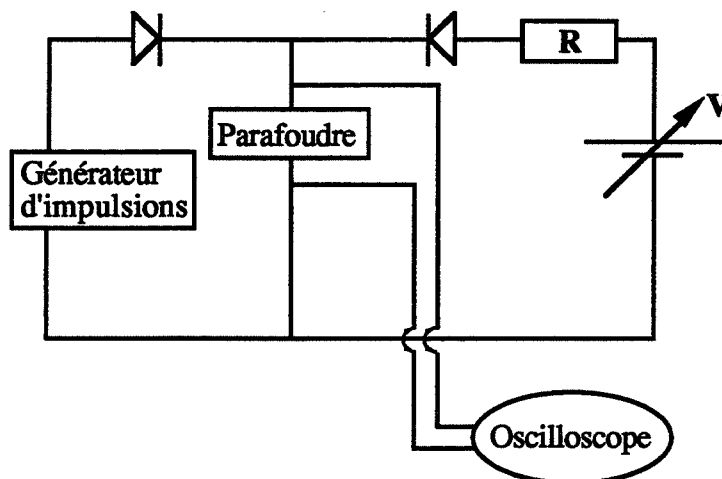 R
V
Parafoudre
Générateur
d'impulsions
Oscilloscope